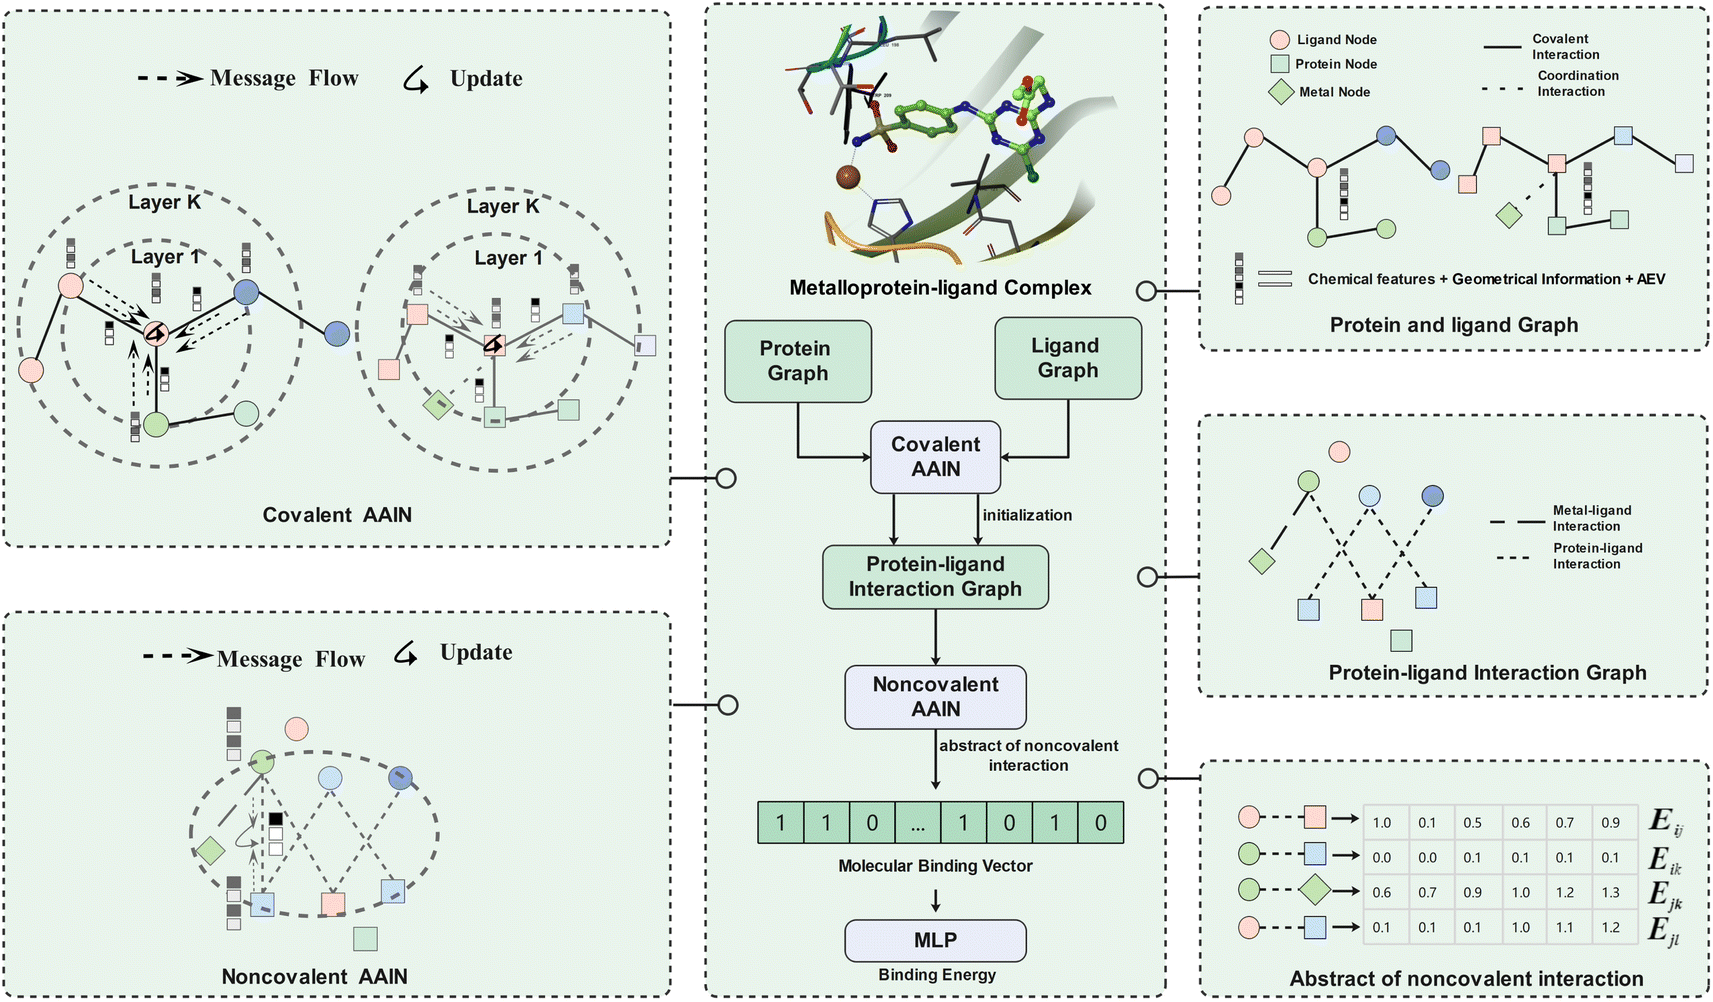 Message Flow
Update
Layer K
Layer 1
Layer K
Layer 1
Covalent AAIN
Message Flow
Update
Noncovalent AAIN
Metalloprotein-ligand Complex
Protein
Graph
Ligand
Graph
Covalent
AAIN
initialization
Protein-ligand
Interaction Graph
Noncovalent
AAIN
abstract of noncovalent
interaction
1 1 0 ... 1 0 1 0
Molecular Binding Vector
MLP
Binding Energy
Ligand Node
Protein Node
Metal Node
Covalent
Interaction
Coordination
Interaction
Chemical features + Geometrical Information + AEV
Protein and ligand Graph
Metal-ligand
Interaction
Protein-ligand
Interaction
Protein-ligand Interaction Graph
1.0 0.1 0.5 0.6 0.7 0.9 E ij
0.0 0.0 0.1 0.1 0.1 0.1 E ik
0.6 0.7 0.9 1.0 1.2 1.3 E jk
0.1 0.1 0.1 1.0 1.1 1.2 E jl
Abstract of noncovalent interaction